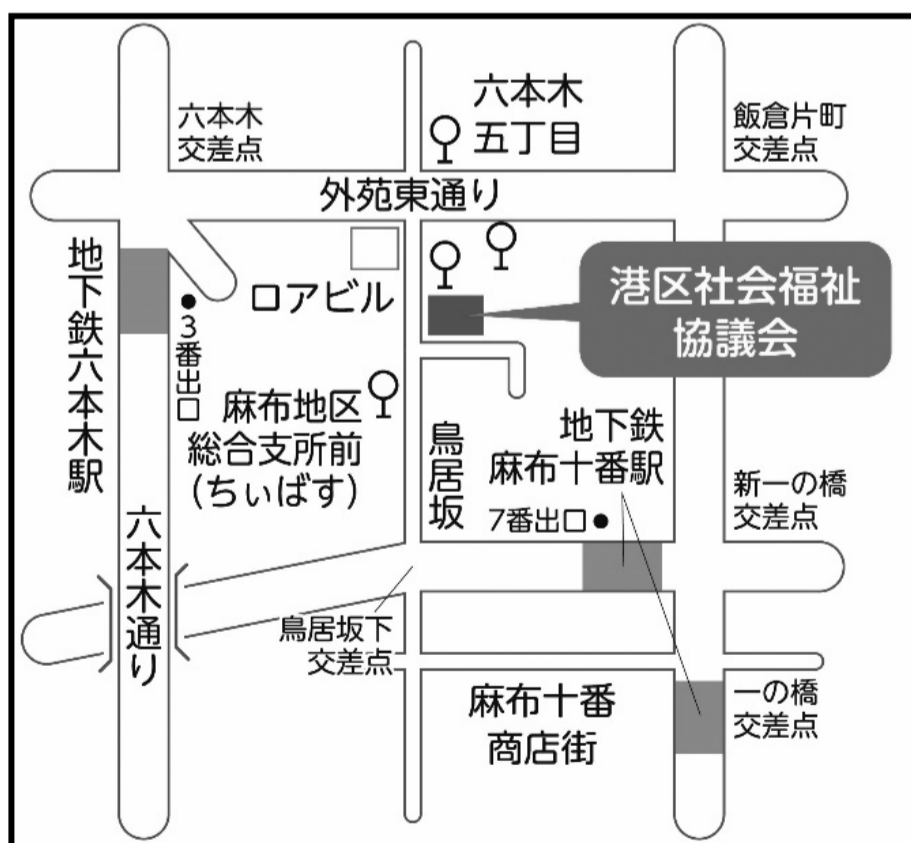 六本木
交差点
六本木
五丁目
飯倉片町
交差点
外苑東通り
地下鉄六本木駅
3番出口
ロアビル
港区社会福祉
協議会
麻布地区
総合支所前
(ちぃばす)
鳥居坂
地下鉄
麻布十番駅
7番出口
新一の橋
交差点
六本木通り
鳥居坂下
交差点
麻布十番
商店街
一の橋
交差点